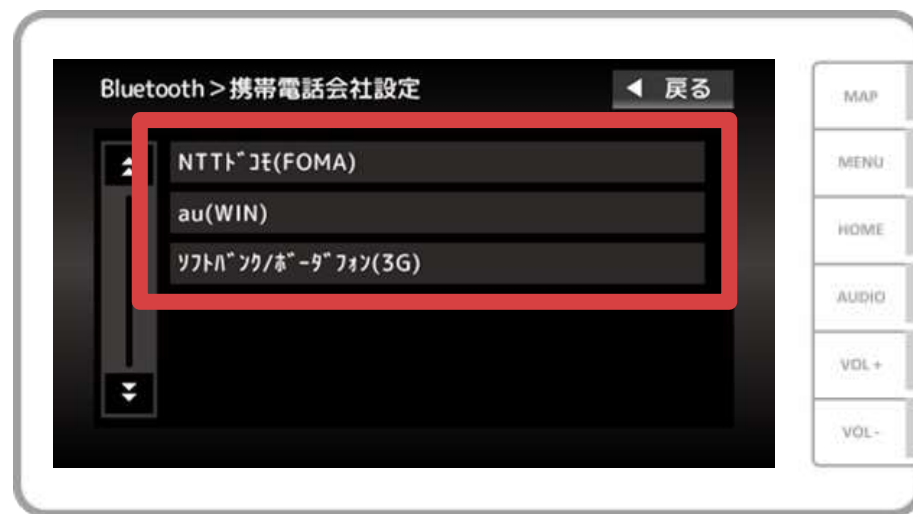 Bluetooth>携帯電話会社設定
◀ 戻る
NTTﾄﾞｺﾓ(FOMA)
au(WIN)
ｿﾌﾄﾊﾞﾝｸ/ﾎﾞｰﾀﾞﾌｫﾝ(3G)
MAP
MENU
HOME
AUDIO
VOL+
VOL-